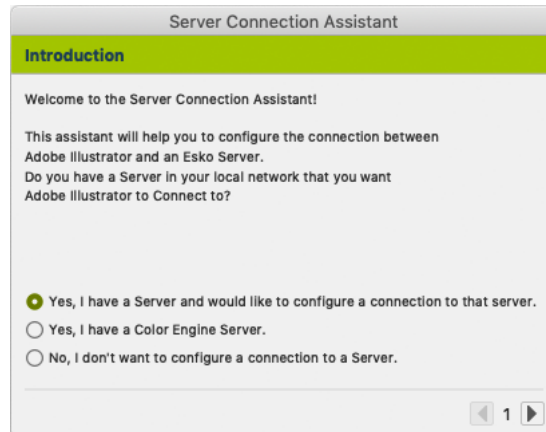 Server Connection Assistant
Introduction
Welcome to the Server Connection Assistant!
This assistant will help you to configure the connection between
Adobe Illustrator and an Esko Server.
Do you have a Server in your local network that you want
Adobe Illustrator to Connect to?
Yes, I have a Server and would like to configure a connection to that server.
Yes, I have a Color Engine Server.
No, I don't want to configure a connection to a Server.
1